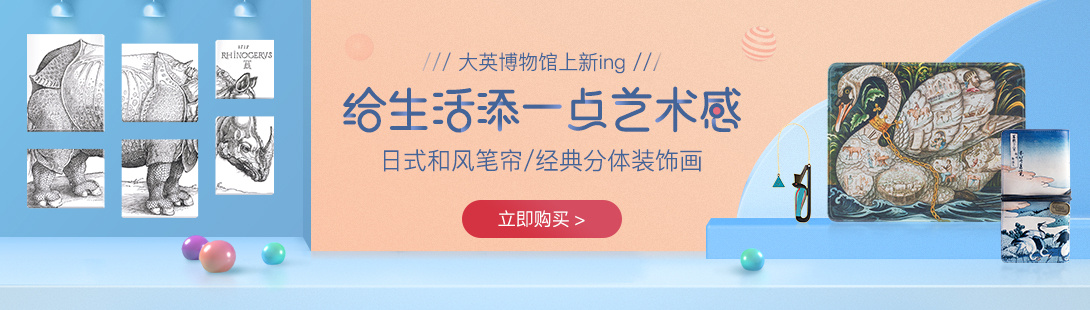 1515
RHINOCERVS
/// 大英博物馆上新ing ///
给生活添一点艺术感
日式和风笔帘/经典分体装饰画
立即购买 >